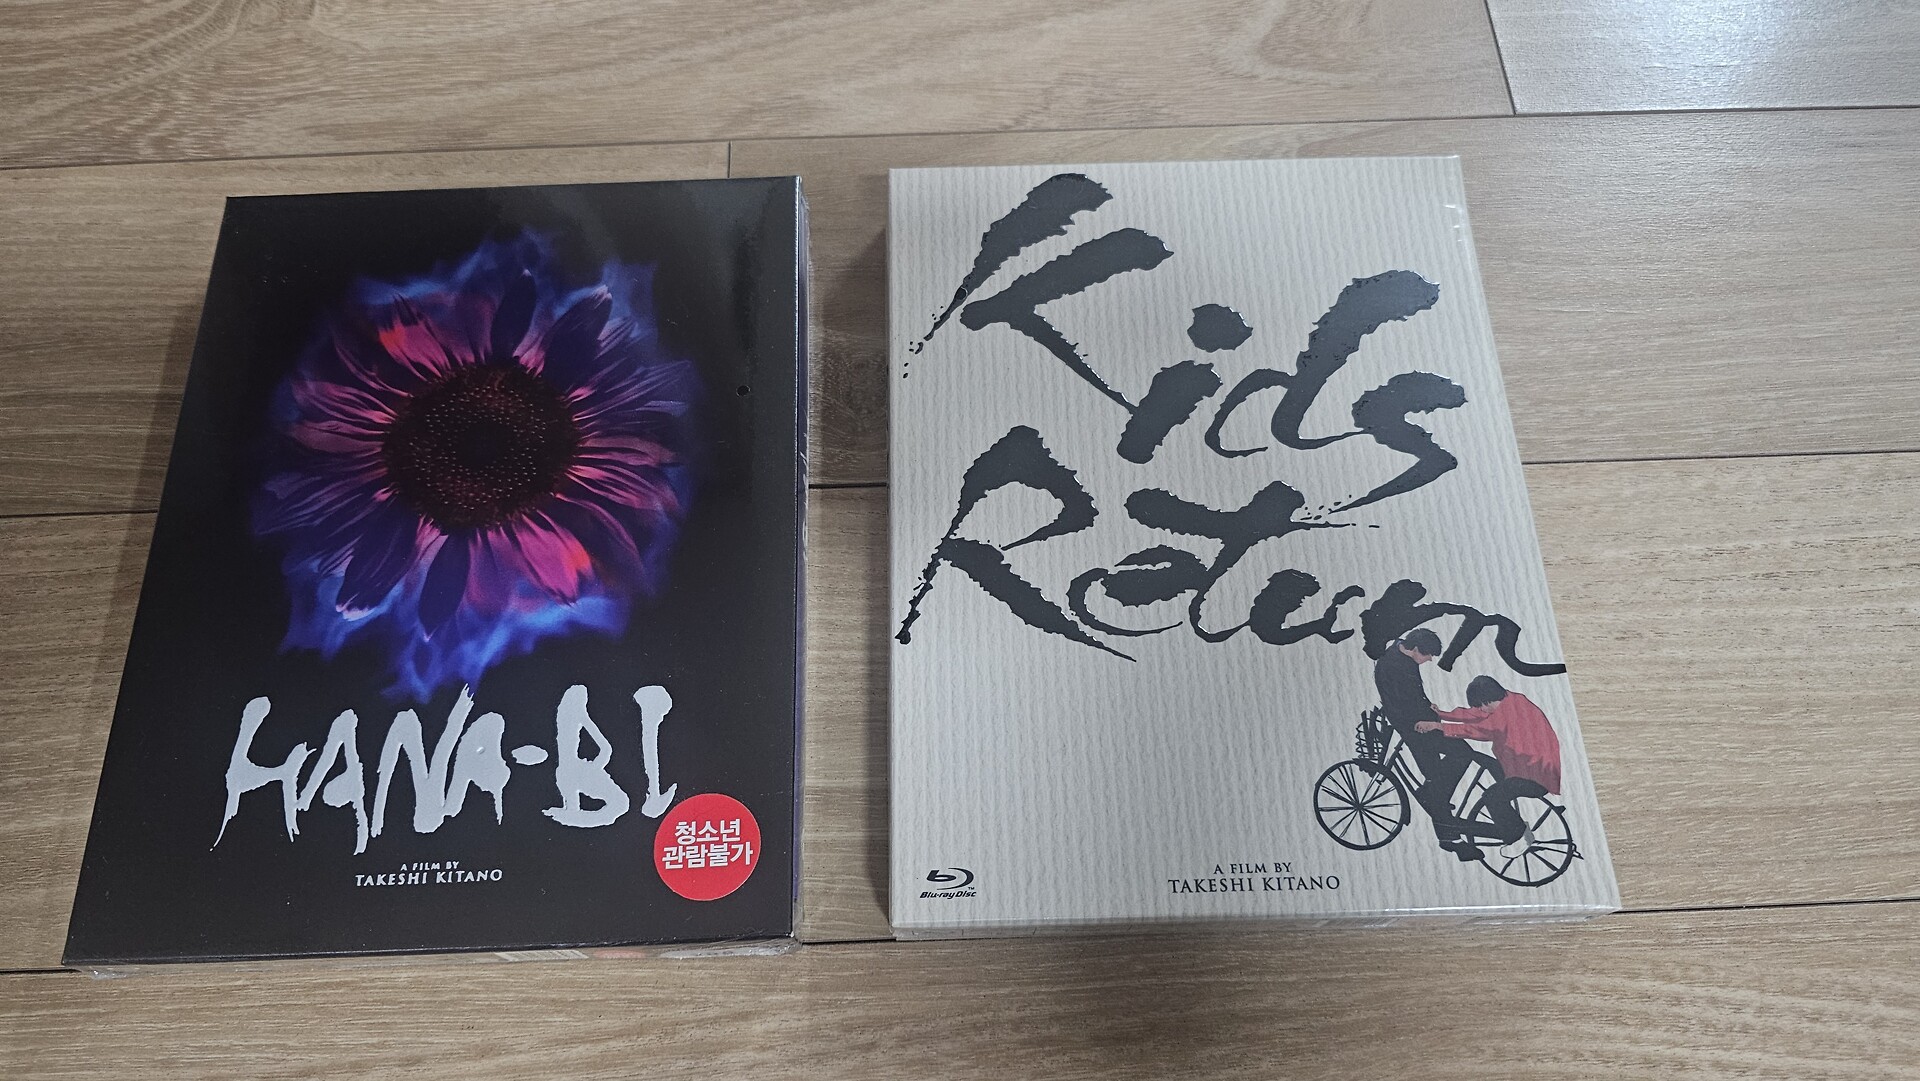 HANA-BI
A FILM BY
TAKESHI KITANO
청소년
관람불가
Kids
Return
Blu-ray Disc™
A FILM BY
TAKESHI KITANO